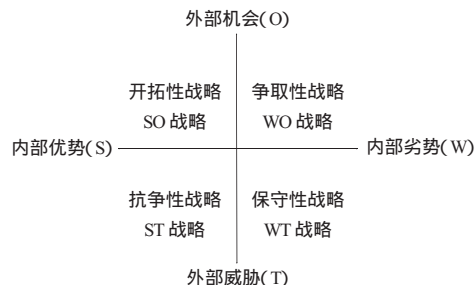 外部机会(O)
开拓性战略 争取性战略
SO 战略 WO 战略
内部优势(S) 内部劣势(W)
抗争性战略 保守性战略
ST 战略 WT 战略
外部威胁(T)